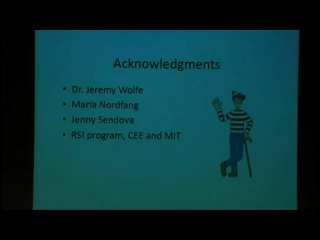 Acknowledgments
• Dr. Jeremy Wolfe
• Maria Nordfang
• Jenny Sendova
• RSI program, CEE and MIT